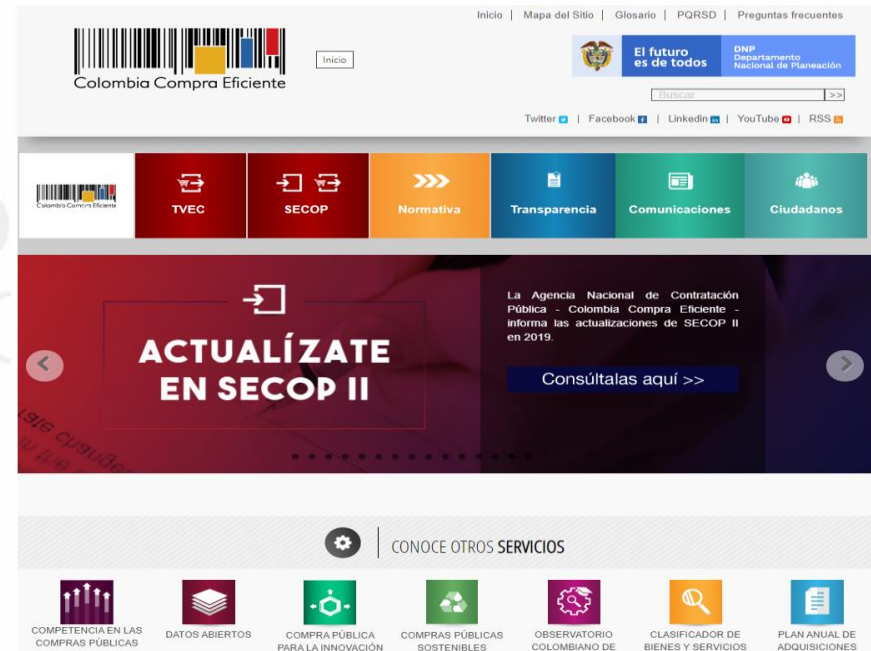 Inicio | Mapa del Sitio | Glosario | PQRSD | Preguntas frecuentes
Colombia Compra Eficiente
Inicio
El futuro
es de todos
DNP
Departamento
Nacional de Planeación
Buscar >>
Twitter | Facebook | Linkedin | YouTube | RSS
Colombia Compra Eficiente
TVEC
SECOP
Normativa
Transparencia
Comunicaciones
Ciudadanos
ACTUALÍZATE
EN SECOP II
La Agencia Nacional de Contratación
Pública - Colombia Compra Eficiente -
informa las actualizaciones de SECOP II
en 2019.
Consúltalas aquí >>
CONOCE OTROS SERVICIOS
COMPETENCIA EN LAS
COMPRAS PÚBLICAS
DATOS ABIERTOS
COMPRA PÚBLICA
PARA LA INNOVACIÓN
COMPRAS PÚBLICAS
SOSTENIBLES
OBSERVATORIO
COLOMBIANO DE
CLASIFICADOR DE
BIENES Y SERVICIOS
PLAN ANUAL DE
ADQUISICIONES